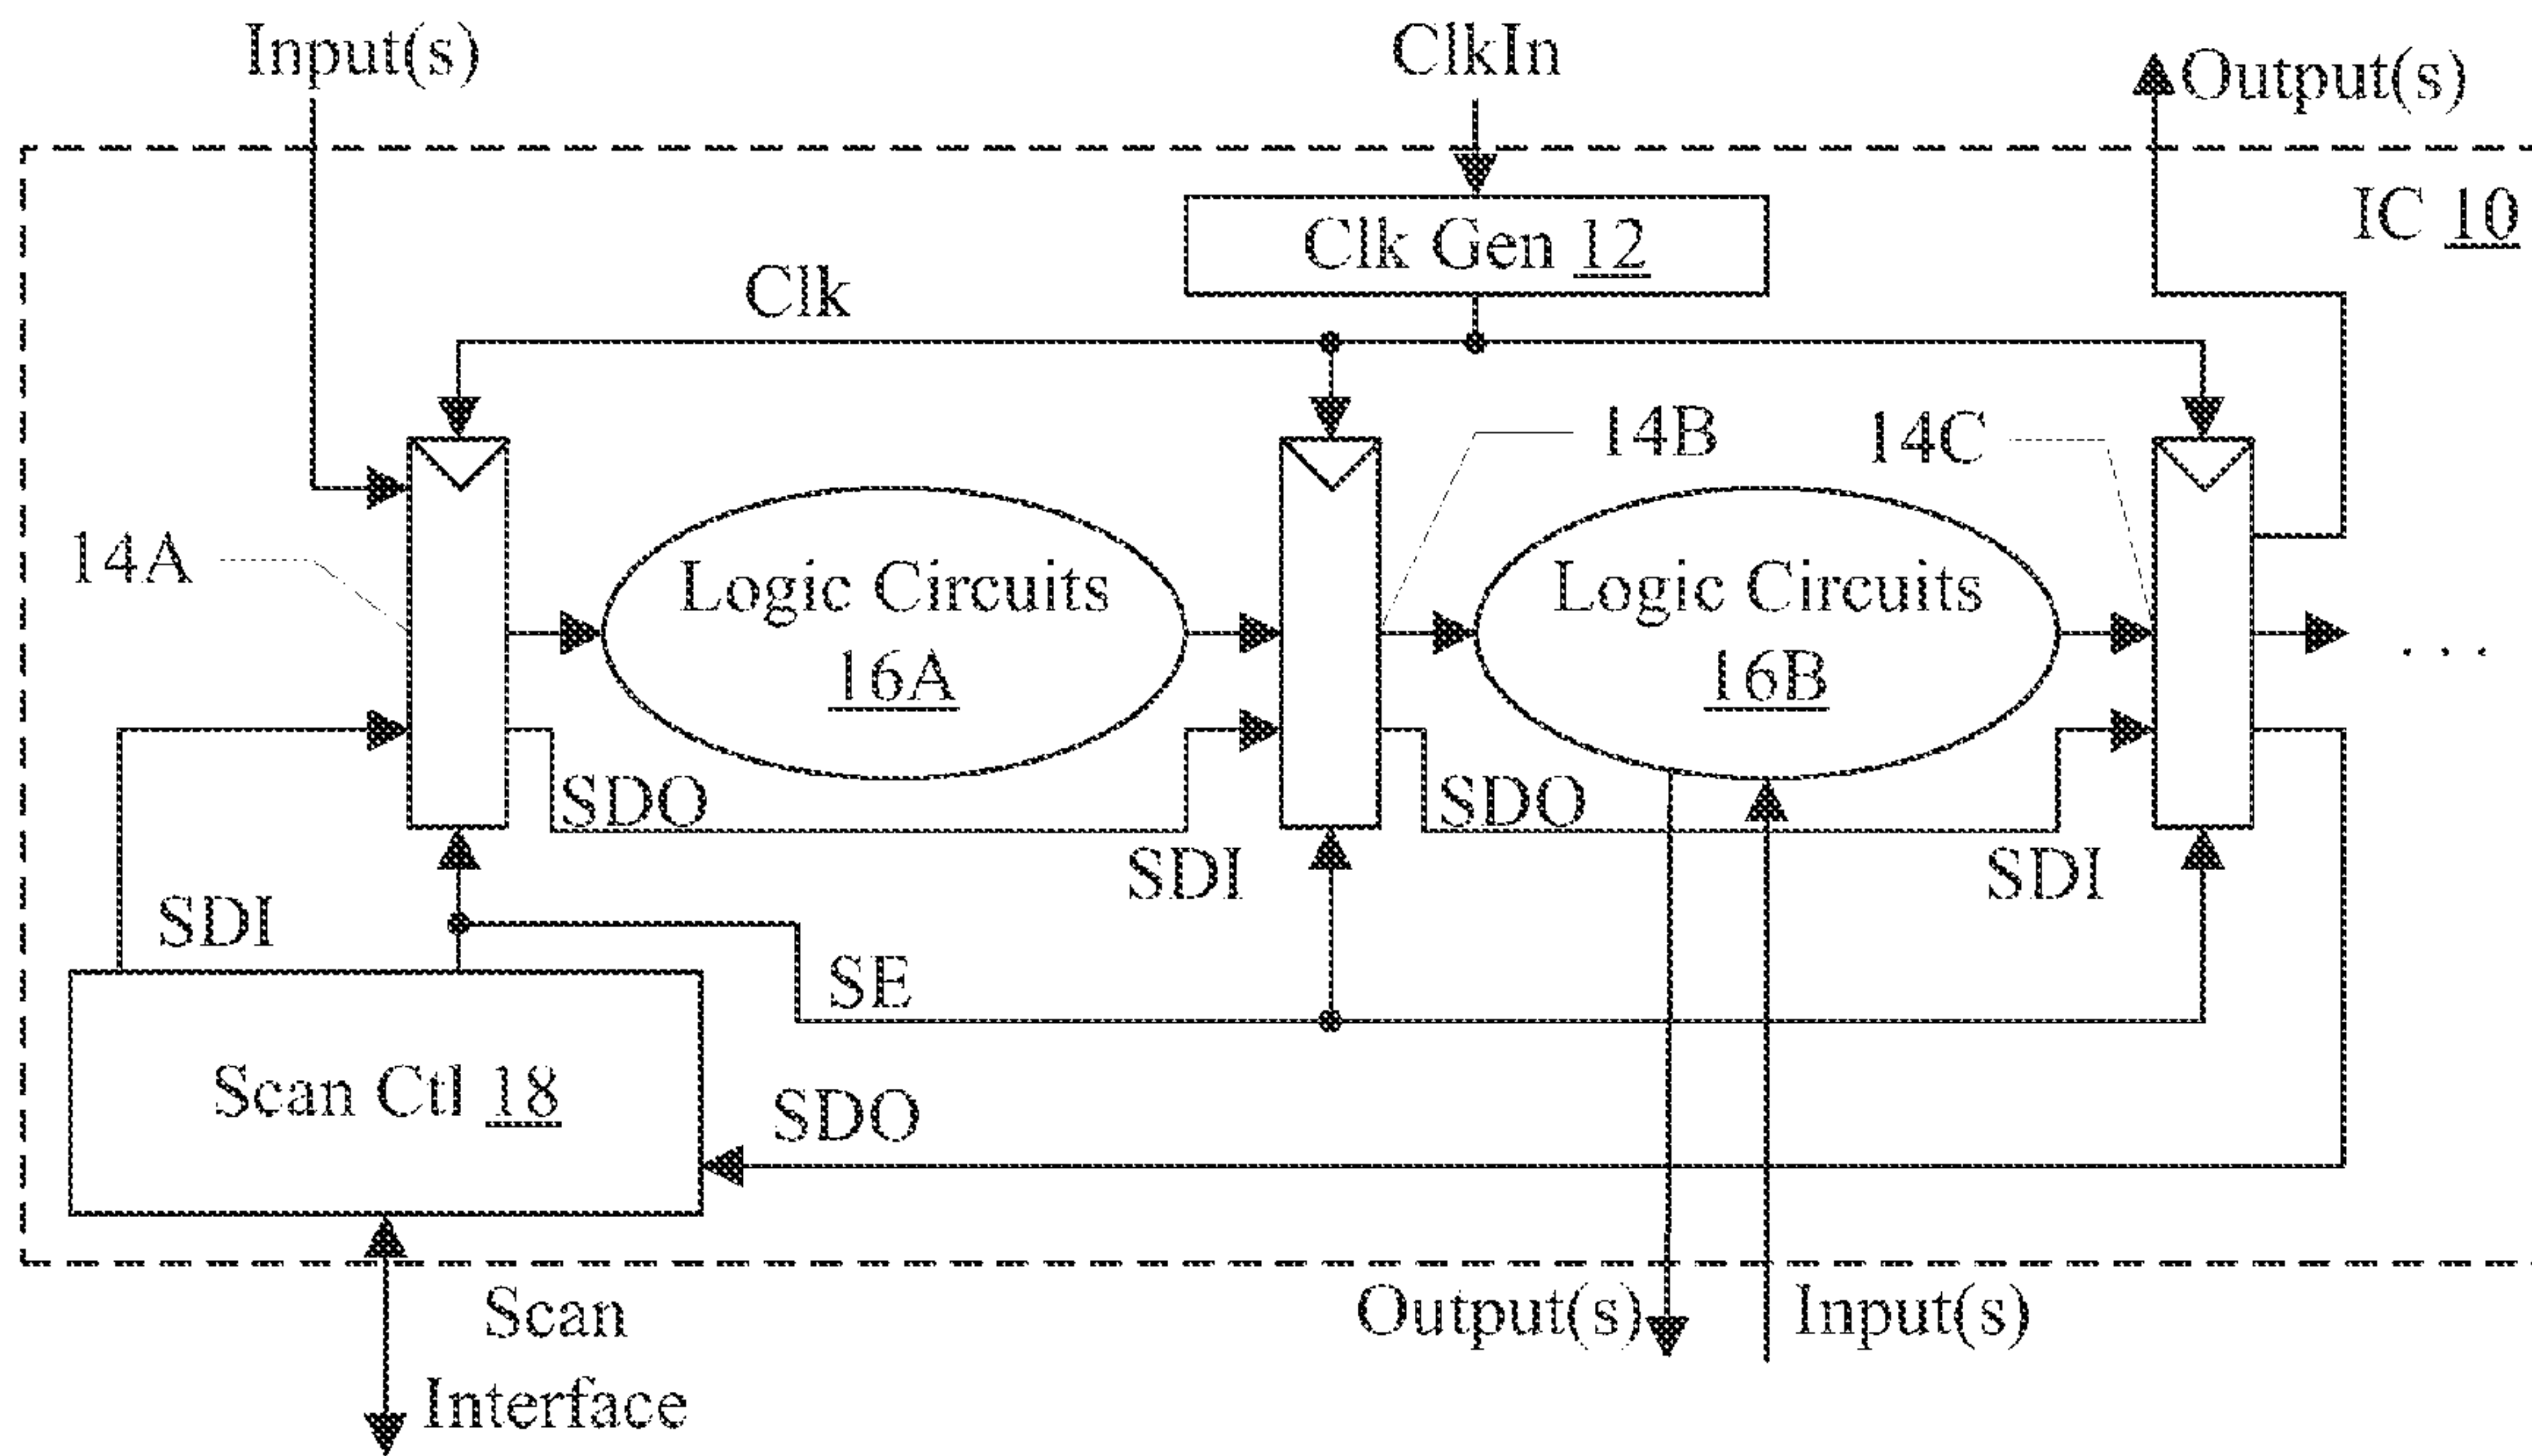 Input(s)
ClkIn
Output(s)
IC 10
Clk Gen 12
Clk
14B
14C
14A
Logic Circuits
16A
Logic Circuits
16B
SDO
SDO
SDI
SDI
SDI
SE
Scan Ctl 18
SDO
Scan
Interface
Output(s)
Input(s)
. . .